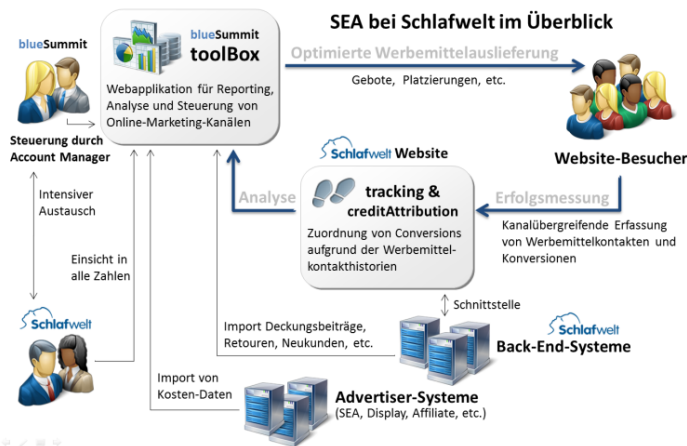 SEA bei Schlafwelt im Überblick
blueSummit
blueSummit
toolBox
Webapplikation für Reporting,
Analyse und Steuerung von
Online-Marketing-Kanälen
Optimierte Werbemittelauslieferung
Gebote, Platzierungen, etc.
Steuerung durch
Account Manager
Website-Besucher
Schlafwelt Website
Intensiver
Austausch
Analyse
tracking &
creditAttribution
Zuordnung von Conversions
aufgrund der Werbemittel-
kontakthistorien
Erfolgsmessung
Kanalübergreifende Erfassung
von Werbemittelkontakten und
Konversionen
Einsicht in
alle Zahlen
Schnittstelle
Schlafwelt
Import Deckungsbeiträge,
Retouren, Neukunden, etc.
Schlafwelt
Back-End-Systeme
Import von
Kosten-Daten
Advertiser-Systeme
(SEA, Display, Affiliate, etc.)